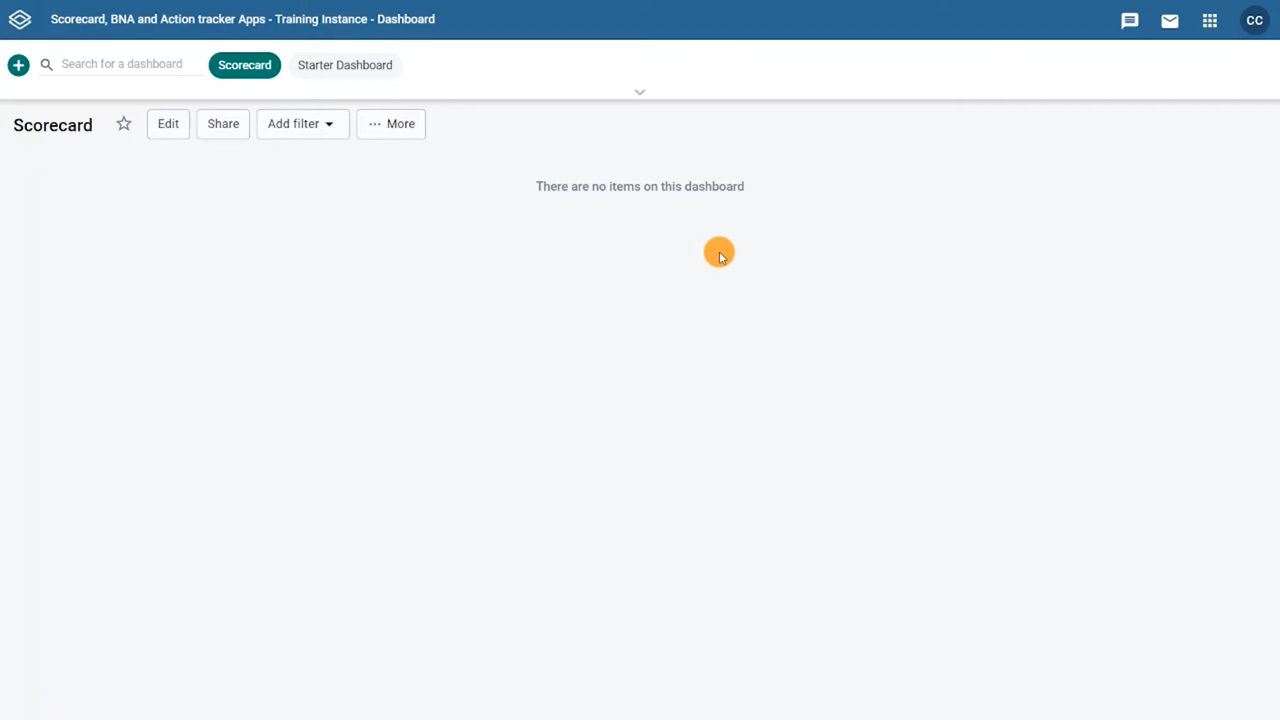 Scorecard, BNA and Action tracker Apps - Training Instance - Dashboard
CC
Search for a dashboard
Scorecard
Starter Dashboard
Scorecard
Edit
Share
Add filter
More
There are no items on this dashboard